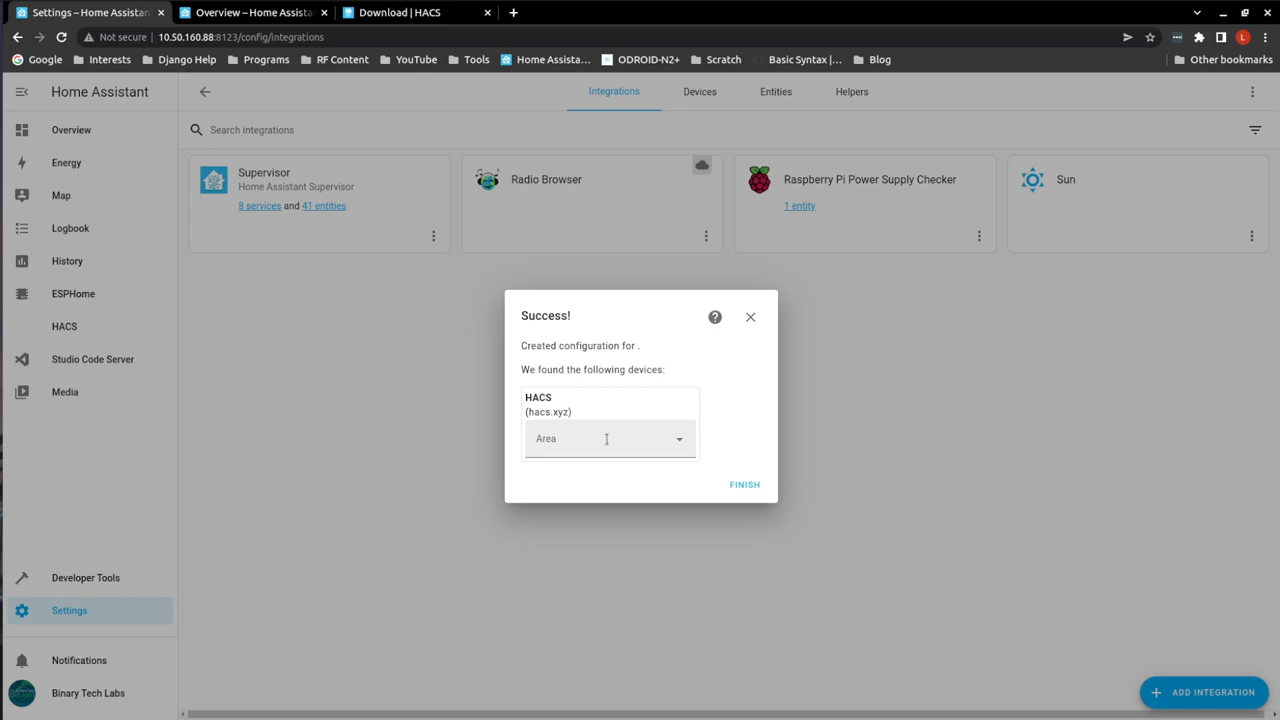 Settings – Home Assistant
Overview – Home Assista
Download | HACS
Not secure
10.50.160.88:8123/config/integrations
L
Google
Interests
Django Help
Programs
RF Content
YouTube
Tools
Home Assista...
ODROID-N2+
Scratch
Basic Syntax |...
Blog
Other bookmarks
Home Assistant
Integrations
Devices
Entities
Helpers
Overview
Search integrations
Energy
Map
Logbook
History
ESPHome
HACS
Studio Code Server
Media
Supervisor
Home Assistant Supervisor
8 services and 41 entities
Radio Browser
Raspberry Pi Power Supply Checker
1 entity
Sun
Success!
Created configuration for .
We found the following devices:
HACS
(hacs.xyz)
Area
FINISH
Developer Tools
Settings
Notifications
Binary Tech Labs
ADD INTEGRATION